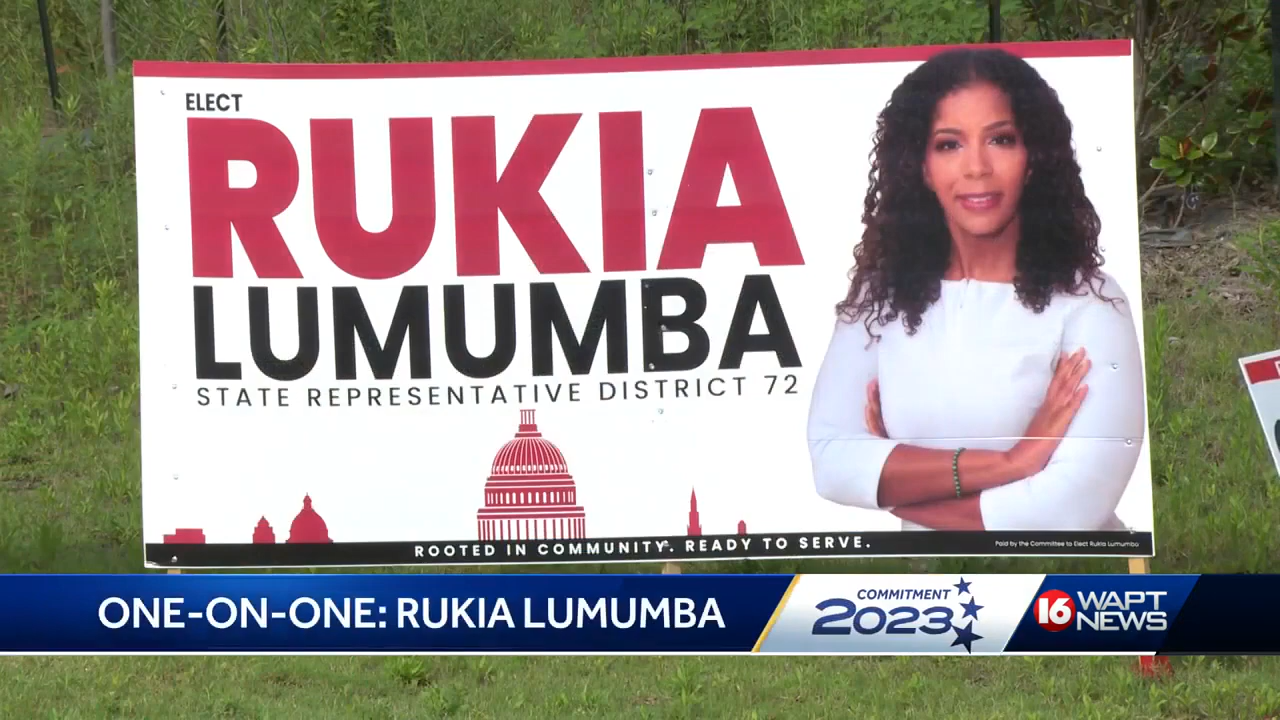 ELECT
RUKIA
LUMUMBA
STATE REPRESENTATIVE DISTRICT 72
ROOTED IN COMMUNITY. READY TO SERVE.
Paid by the Committee to Elect Rukia Lumumba
ONE-ON-ONE: RUKIA LUMUMBA
COMMITMENT
2023
16 WAPT
NEWS